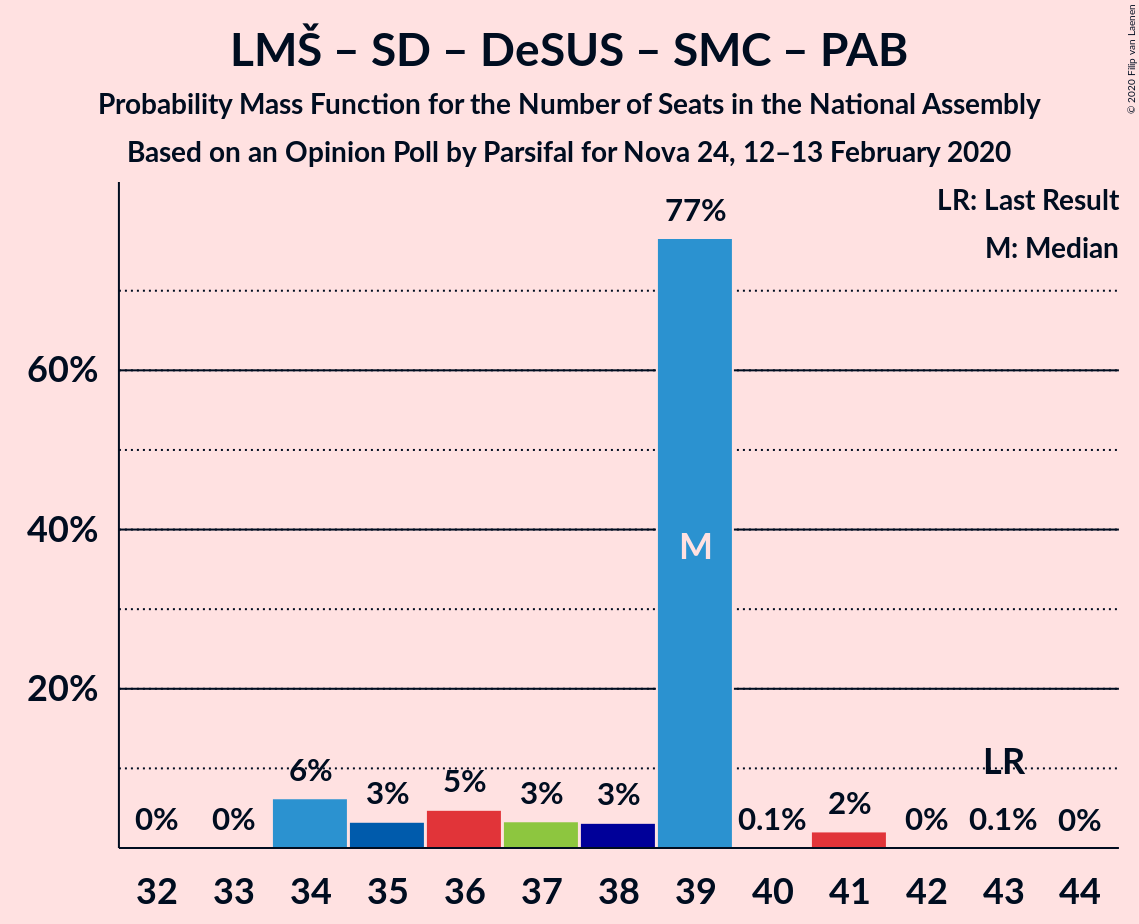 LMŠ – SD – DeSUS – SMC – PAB
Probability Mass Function for the Number of Seats in the National Assembly
Based on an Opinion Poll by Parsifal for Nova 24, 12–13 February 2020
© 2020 Filip van Laenen
LR: Last Result
M: Median
77%
60%
40%
M
20%
LR
6%
5%
3%
3%
3%
2%
0%
0%
0.1%
0%
0.1%
0%
32 33 34 35 36 37 38 39 40 41 42 43 44